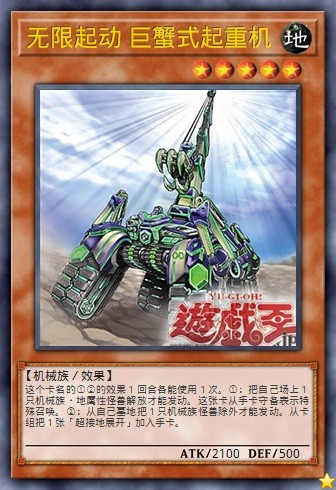 无限起动 巨蟹式起重机
地
YU-GI-OH!
遊戯王
【机械族／效果】
这个卡名的①②的效果1回合各能使用1次。①：把自己场上1
只机械族·地属性怪兽解放才能发动。这张卡从手卡守备表示特
殊召唤。②：从自己墓地把1只机械族怪兽除外才能发动。从卡
组把1张「超接地展开」加入手卡。
ATK/2100 DEF/500